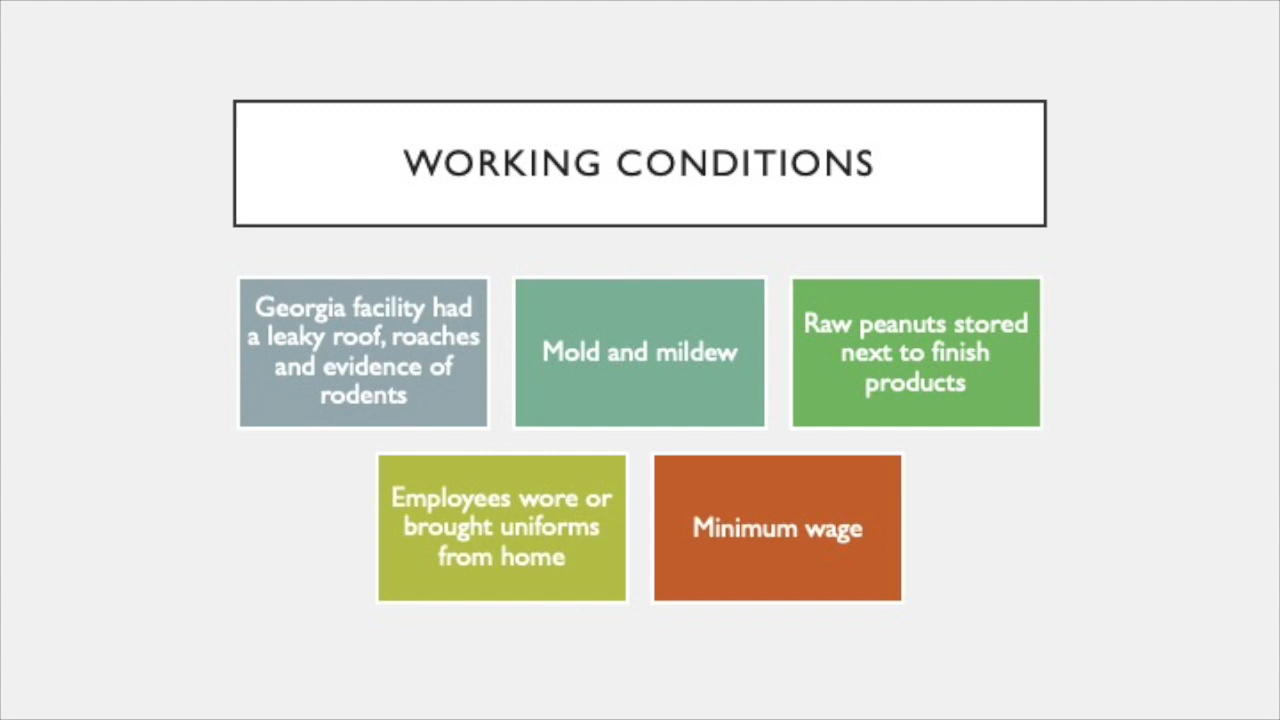 WORKING CONDITIONS
Georgia facility had
a leaky roof, roaches
and evidence of
rodents
Mold and mildew
Raw peanuts stored
next to finish
products
Employees wore or
brought uniforms
from home
Minimum wage